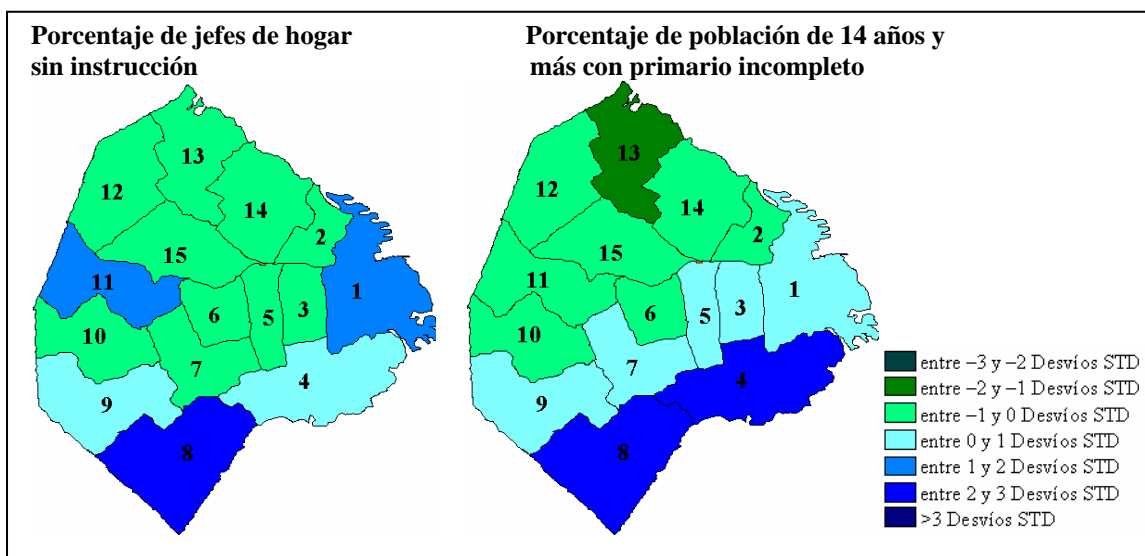 Porcentaje de jefes de hogar
sin instrucción
Porcentaje de población de 14 años y
más con primario incompleto
13
12
14
2
15
11
1
6
5
3
10
7
4
9
8
13
12
14
2
15
11
1
3
6
5
10
7
4
9
8
entre –3 y –2 Desvíos STD
entre –2 y –1 Desvíos STD
entre –1 y 0 Desvíos STD
entre 0 y 1 Desvíos STD
entre 1 y 2 Desvíos STD
entre 2 y 3 Desvíos STD
>3 Desvíos STD